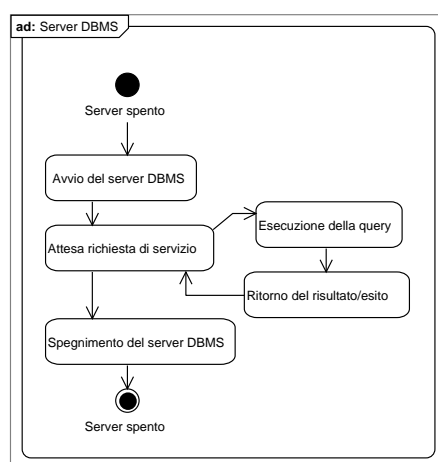 ad: Server DBMS
Server spento
Avvio del server DBMS
Attesa richiesta di servizio
Esecuzione della query
Ritorno del risultato/esito
Spegnimento del server DBMS
Server spento